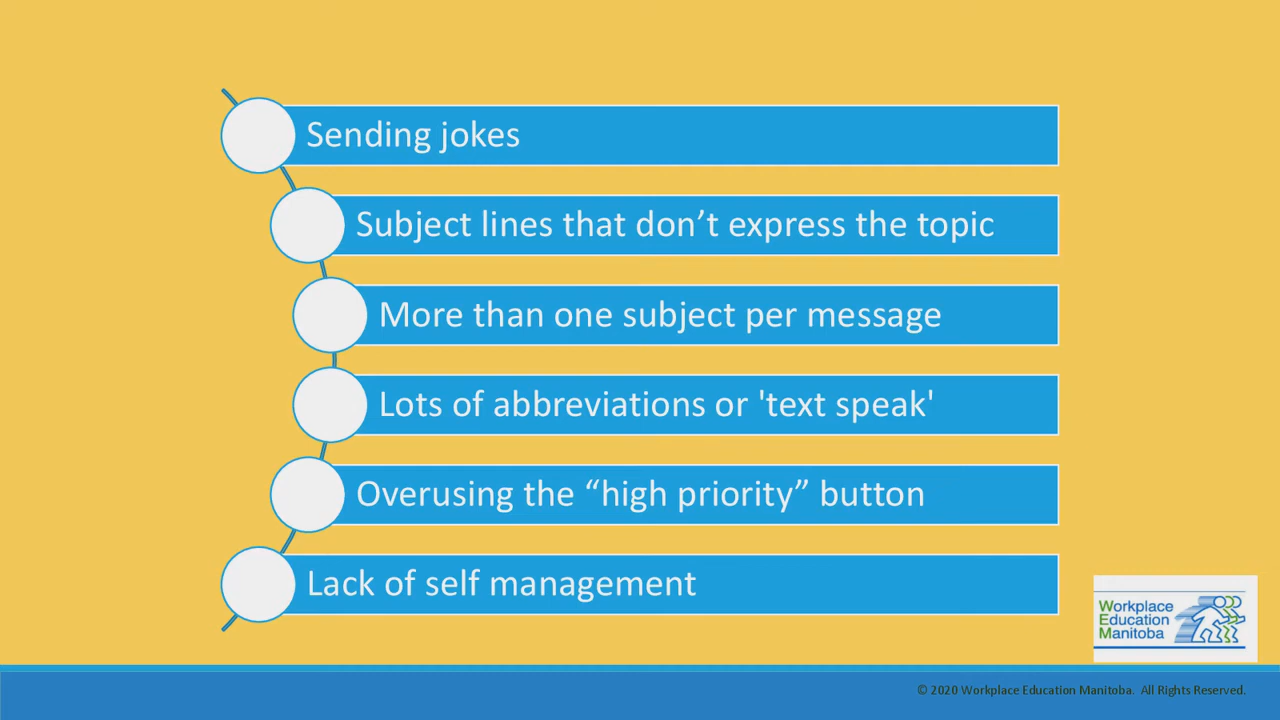 Sending jokes
Subject lines that don’t express the topic
More than one subject per message
Lots of abbreviations or 'text speak'
Overusing the “high priority” button
Lack of self management
Workplace
Education
Manitoba
© 2020 Workplace Education Manitoba. All Rights Reserved.